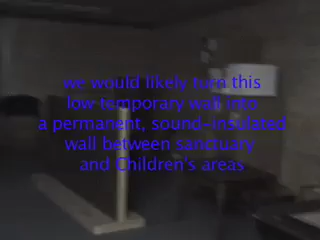 we would likely turn this
low temporary wall into
a permanent, sound-insulated
wall between sanctuary
and Children's areas